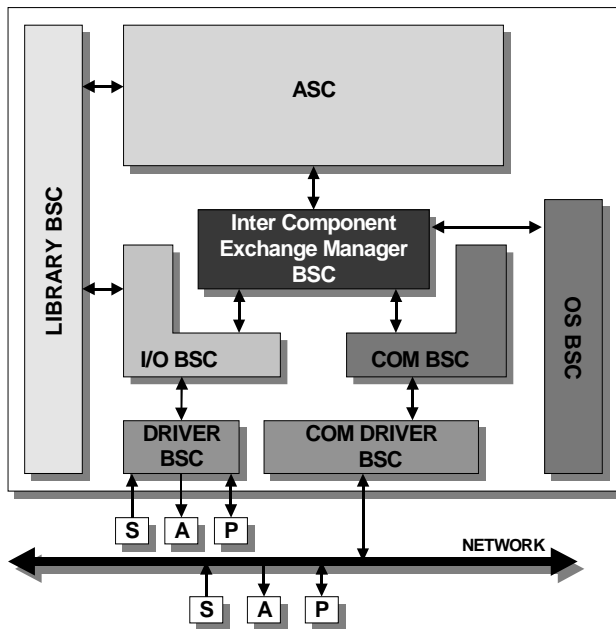 ASC
LIBRARY BSC
Inter Component
Exchange Manager
BSC
OS BSC
I/O BSC
COM BSC
DRIVER
BSC
COM DRIVER
BSC
S
A
P
NETWORK
S
A
P